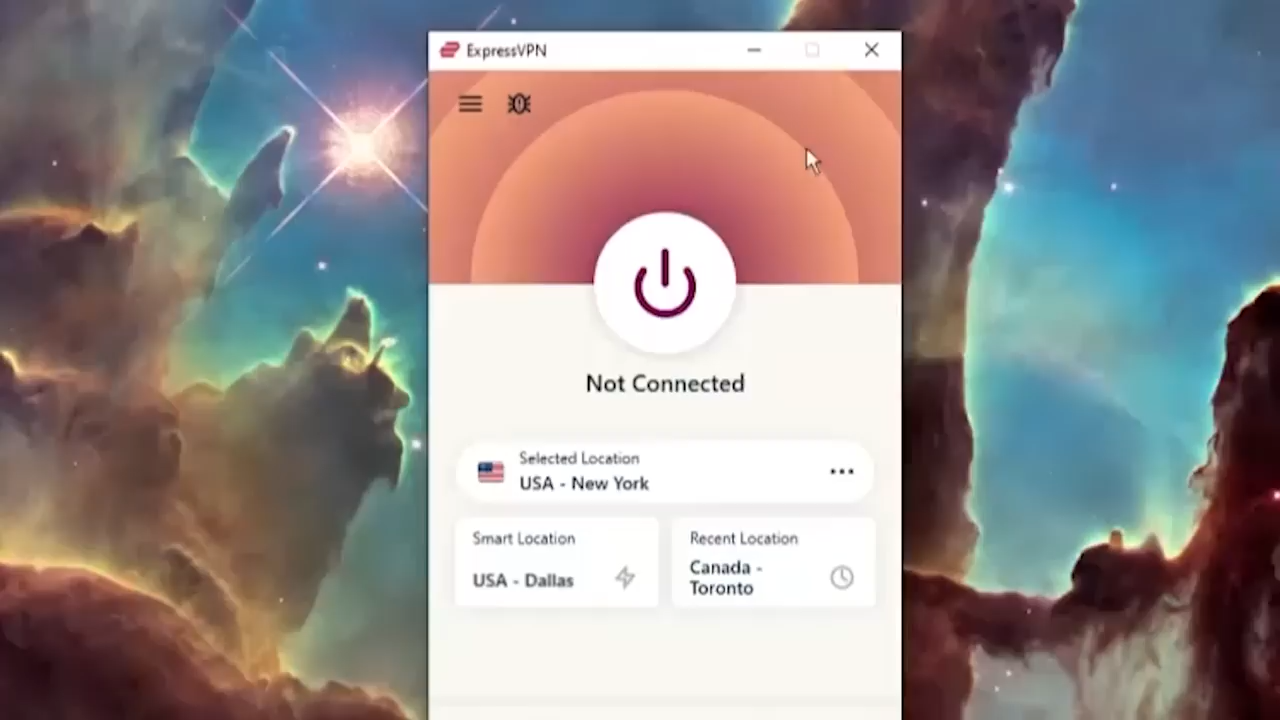 ExpressVPN
Not Connected
Selected Location
USA - New York
Smart Location
USA - Dallas
Recent Location
Canada -
Toronto